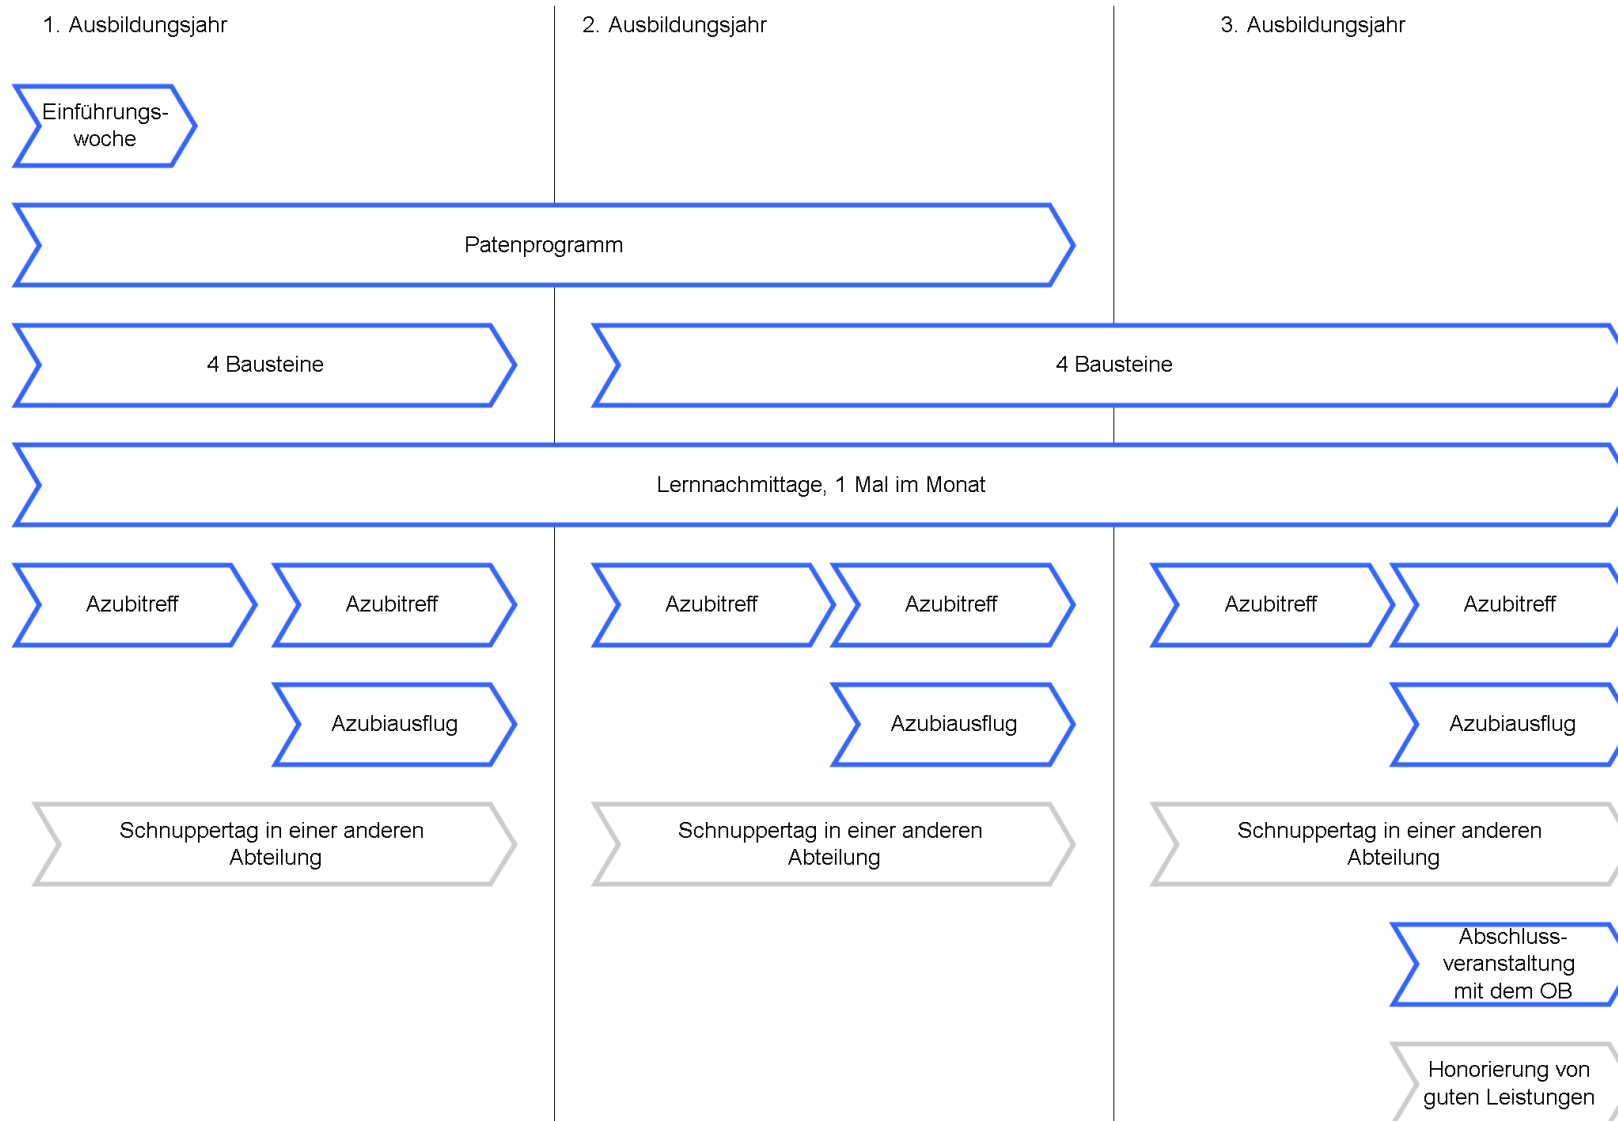 1. Ausbildungsjahr
2. Ausbildungsjahr
3. Ausbildungsjahr
Einführungs-
woche
Patenprogramm
4 Bausteine
4 Bausteine
Lernnachmittage, 1 Mal im Monat
Azubitreff
Azubitreff
Azubitreff
Azubitreff
Azubitreff
Azubitreff
Azubiausflug
Azubiausflug
Azubiausflug
Schnuppertag in einer anderen
Abteilung
Schnuppertag in einer anderen
Abteilung
Schnuppertag in einer anderen
Abteilung
Abschluss-
veranstaltung
mit dem OB
Honorierung von
guten Leistungen